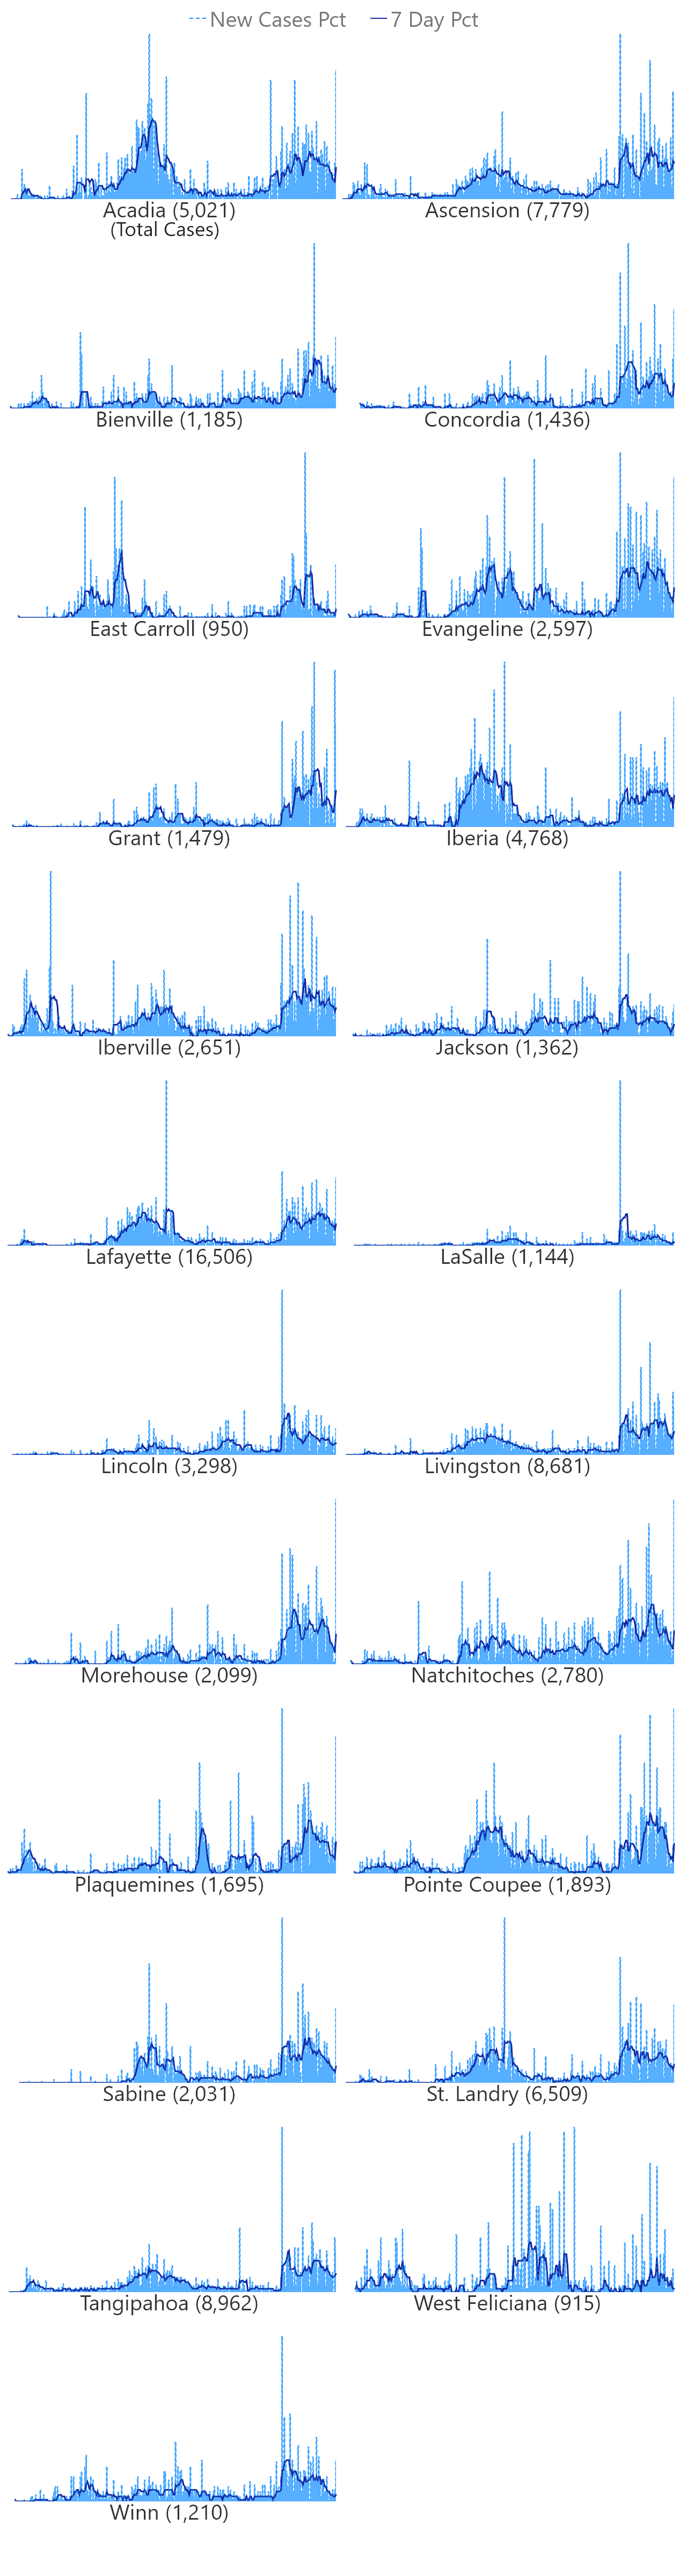 New Cases Pct 7 Day Pct
Acadia (5,021) Ascension (7,779)
(Total Cases)
Bienville (1,185) Concordia (1,436)
East Carroll (950) Evangeline (2,597)
Grant (1,479) Iberia (4,768)
Iberville (2,651) Jackson (1,362)
Lafayette (16,506) LaSalle (1,144)
Lincoln (3,298) Livingston (8,681)
Morehouse (2,099) Natchitoches (2,780)
Plaquemines (1,695) Pointe Coupee (1,893)
Sabine (2,031) St. Landry (6,509)
Tangipahoa (8,962) West Feliciana (915)
Winn (1,210)